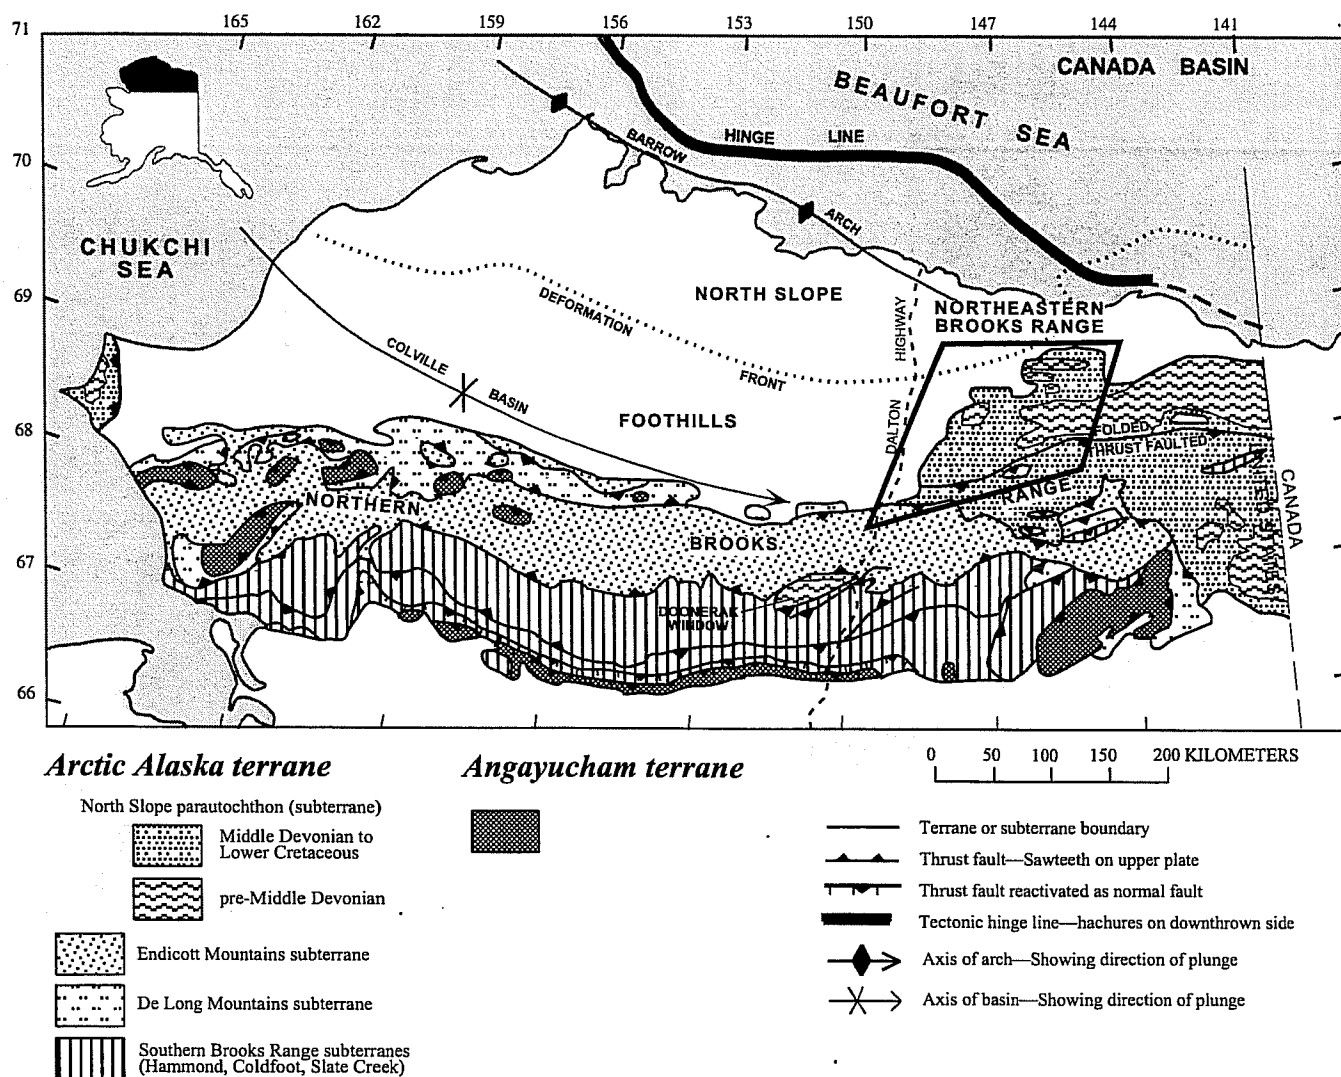 165 162 159 156 153 150 147 144 141
71
70
69
68
67
66
CANADA BASIN
BEAUFORT SEA
HINGE LINE
BARROW
ARCH
CHUKCHI
SEA
NORTH SLOPE
DEFORMATION
FRONT
HIGHWAY
DALTON
NORTHEASTERN
BROOKS RANGE
COLVILLE
BASIN
FOOTHILLS
FOLDED
THRUST FAULTED
NORTHERN
BROOKS
RANGE
DOONERAK
WINDOW
UNITED STATES
CANADA
Arctic Alaska terrane
North Slope parautochthon (subterrane)
Middle Devonian to
Lower Cretaceous
pre-Middle Devonian
Endicott Mountains subterrane
De Long Mountains subterrane
Southern Brooks Range subterranes
(Hammond, Coldfoot, Slate Creek)
Angayucham terrane
0 50 100 150 200 KILOMETERS
Terrane or subterrane boundary
Thrust fault—Sawteeth on upper plate
Thrust fault reactivated as normal fault
Tectonic hinge line—hachures on downthrown side
Axis of arch—Showing direction of plunge
Axis of basin—Showing direction of plunge